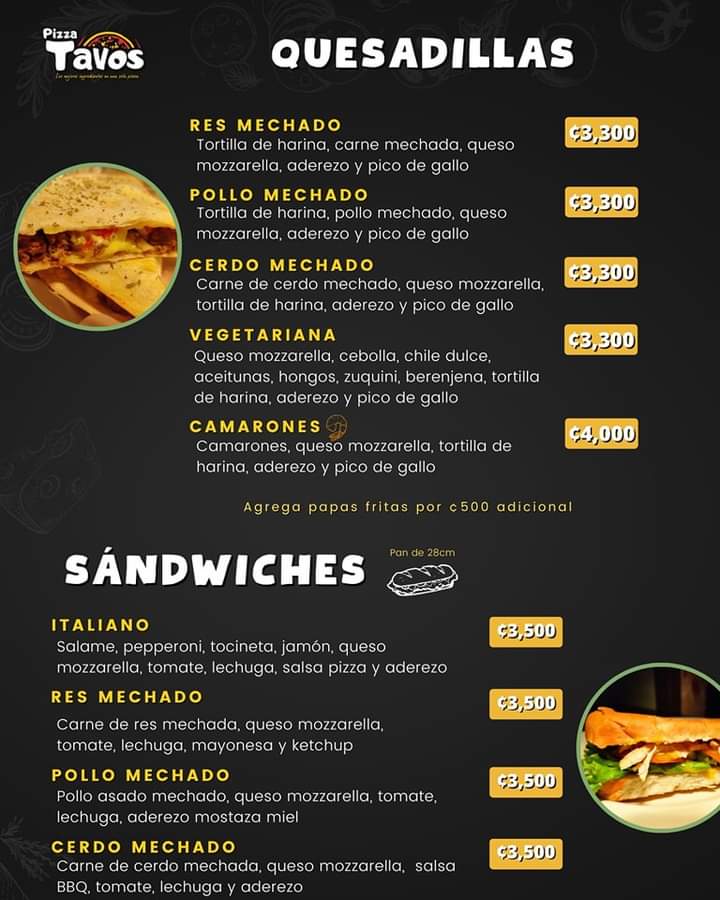 Pizza
Tavos
Los mejores ingredientes en una sola pizza
QUESADILLAS
RES MECHADO
₡3,300
Tortilla de harina, carne mechada, queso
mozzarella, aderezo y pico de gallo
POLLO MECHADO
₡3,300
Tortilla de harina, pollo mechado, queso
mozzarella, aderezo y pico de gallo
CERDO MECHADO
₡3,300
Carne de cerdo mechado, queso mozzarella,
tortilla de harina, aderezo y pico de gallo
VEGETARIANA
₡3,300
Queso mozzarella, cebolla, chile dulce,
aceitunas, hongos, zuquini, berenjena, tortilla
de harina, aderezo y pico de gallo
CAMARONES
₡4,000
Camarones, queso mozzarella, tortilla de
harina, aderezo y pico de gallo
Agrega papas fritas por ¢500 adicional
SÁNDWICHES
Pan de 28cm
ITALIANO
₡3,500
Salame, pepperoni, tocineta, jamón, queso
mozzarella, tomate, lechuga, salsa pizza y aderezo
RES MECHADO
₡3,500
Carne de res mechada, queso mozzarella,
tomate, lechuga, mayonesa y ketchup
POLLO MECHADO
₡3,500
Pollo asado mechado, queso mozzarella, tomate,
lechuga, aderezo mostaza miel
CERDO MECHADO
₡3,500
Carne de cerdo mechada, queso mozzarella, salsa
BBQ, tomate, lechuga y aderezo